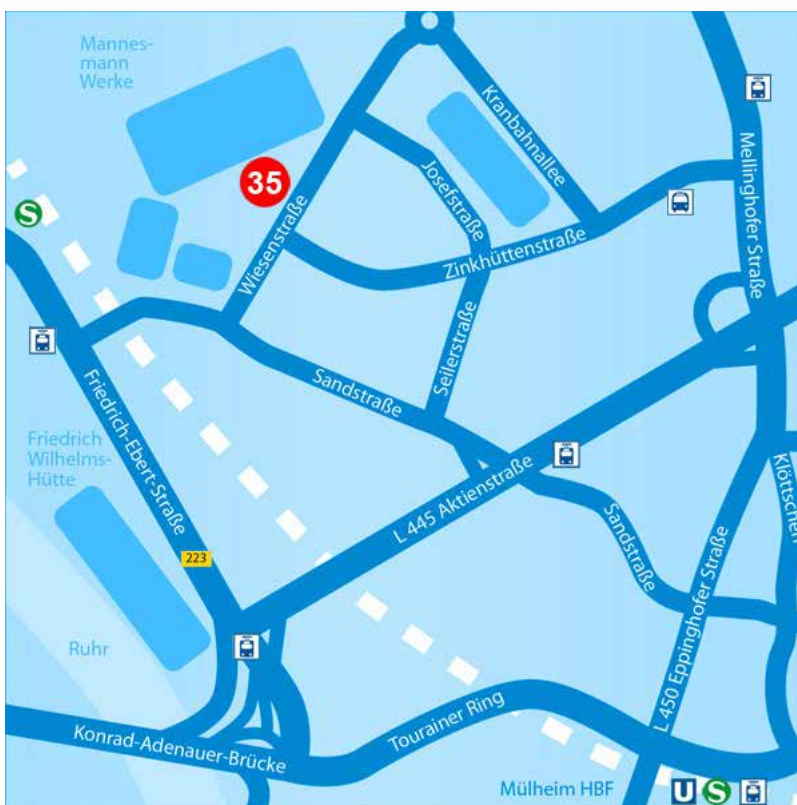 Mannes-
mann
Werke
35
Kranbahnallee
Josefstraße
Mellinghofer Straße
S
Wiesenstraße
Zinkhüttenstraße
Seilerstraße
Sandstraße
Friedrich-Ebert-Straße
Friedrich
Wilhelms-
Hütte
L 445 Aktienstraße
Klöttschen
Sandstraße
223
L 450 Eppinghofer Straße
Ruhr
Tourainer Ring
Konrad-Adenauer-Brücke
Mülheim HBF
U
S